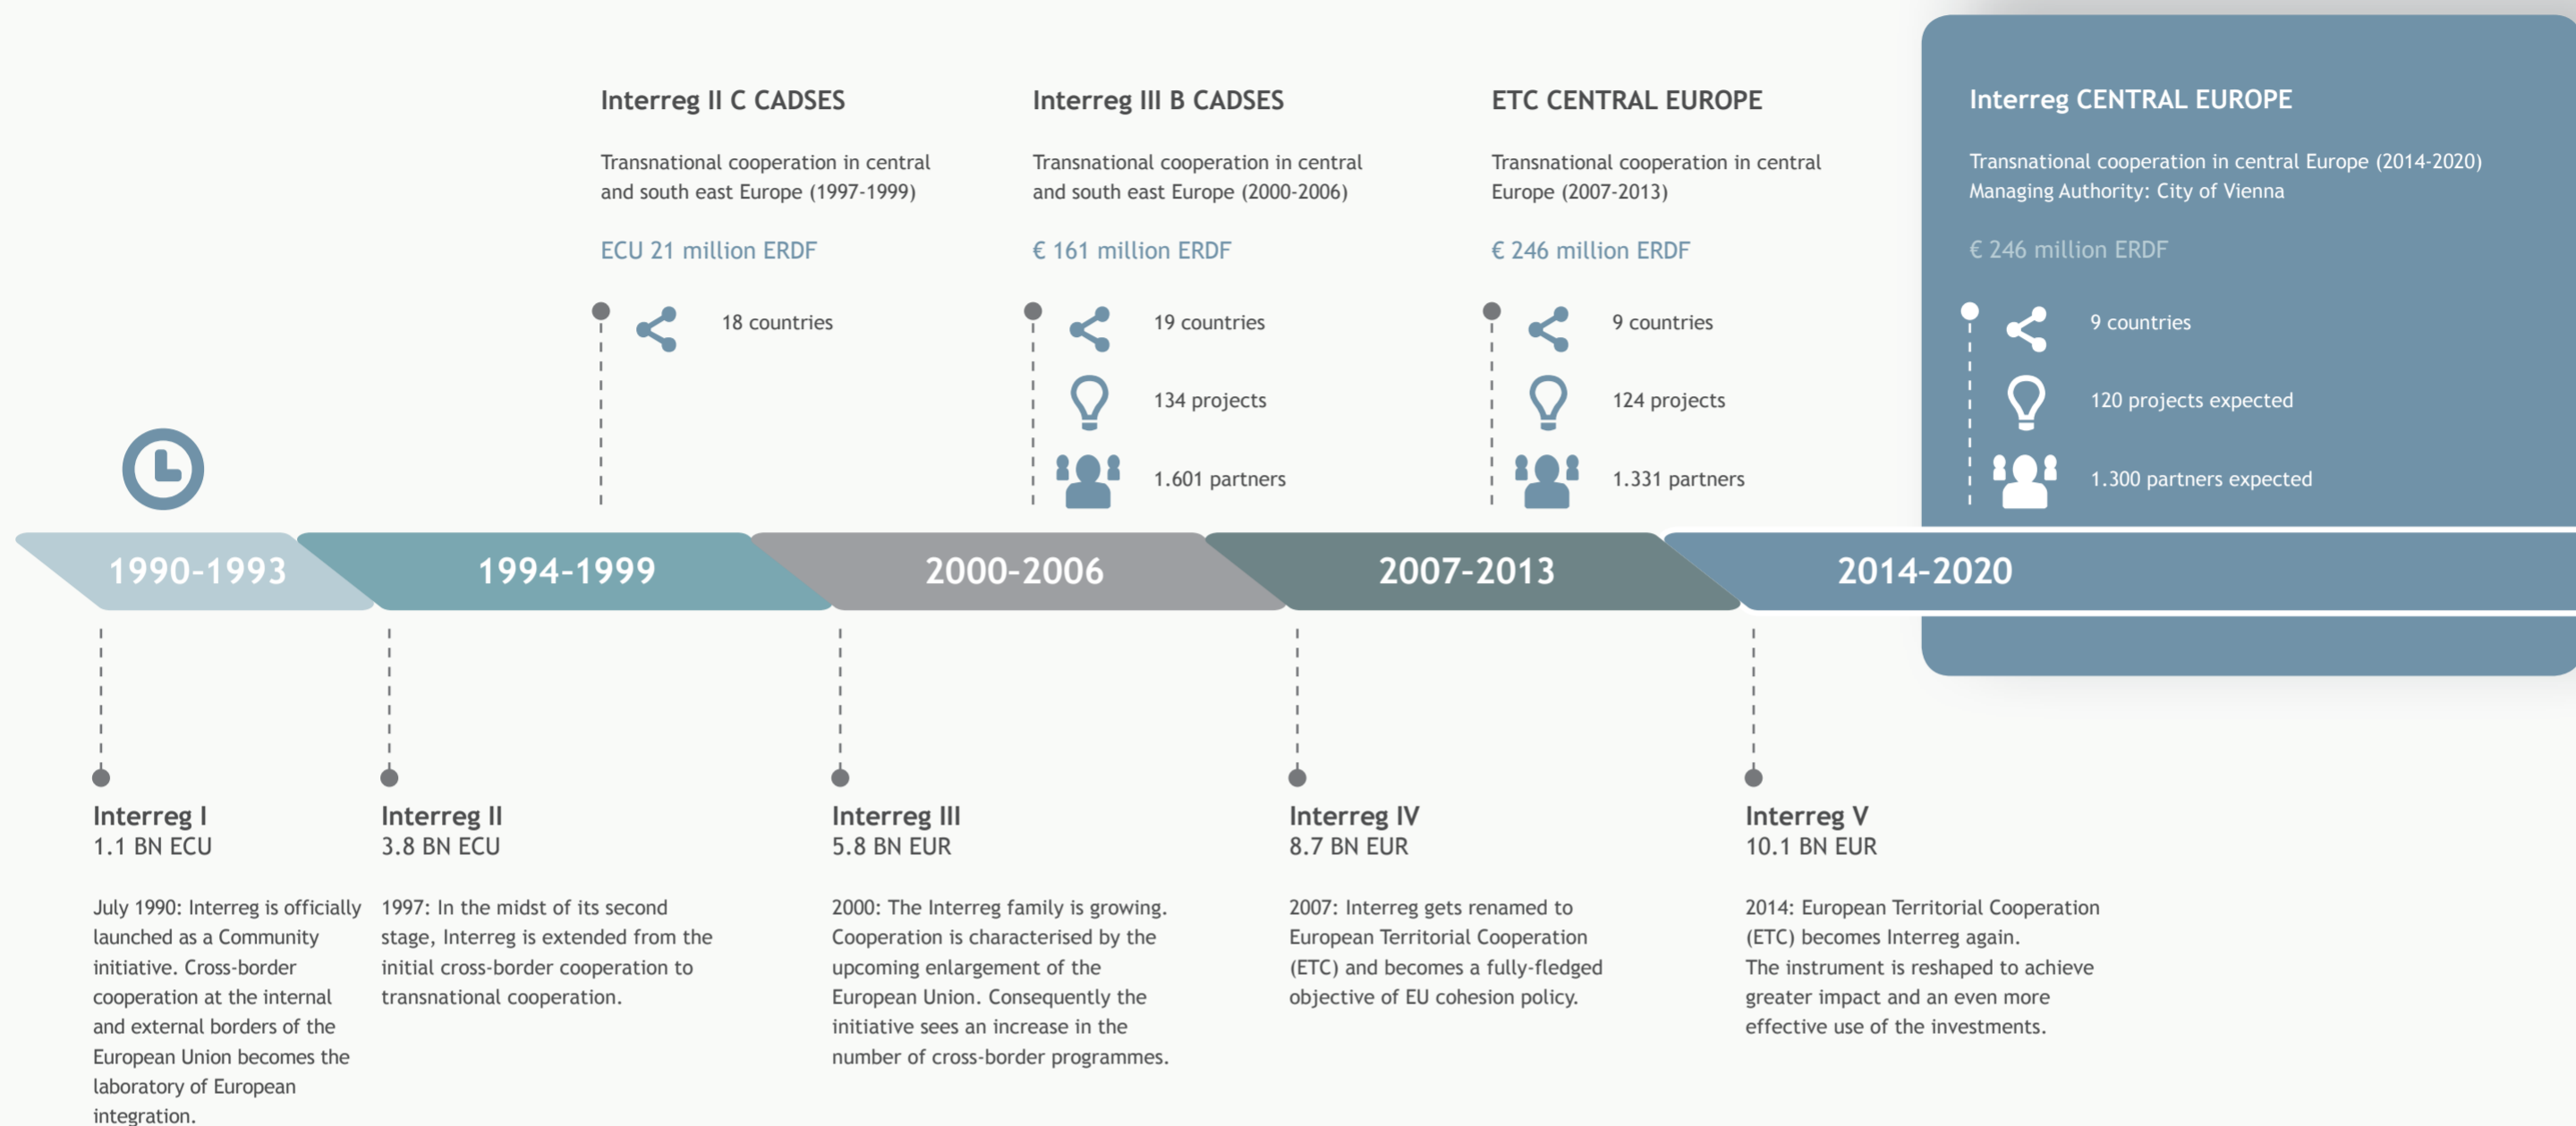 Interreg II C CADSES
Transnational cooperation in central
and south east Europe (1997-1999)
ECU 21 million ERDF
18 countries
Interreg III B CADSES
Transnational cooperation in central
and south east Europe (2000-2006)
€ 161 million ERDF
19 countries
134 projects
1.601 partners
ETC CENTRAL EUROPE
Transnational cooperation in central
Europe (2007-2013)
€ 246 million ERDF
9 countries
124 projects
1.331 partners
Interreg CENTRAL EUROPE
Transnational cooperation in central Europe (2014-2020)
Managing Authority: City of Vienna
€ 246 million ERDF
9 countries
120 projects expected
1.300 partners expected
1990-1993
1994-1999
2000-2006
2007-2013
2014-2020
Interreg I
1.1 BN ECU
July 1990: Interreg is officially
launched as a Community
initiative. Cross-border
cooperation at the internal
and external borders of the
European Union becomes the
laboratory of European
integration.
Interreg II
3.8 BN ECU
1997: In the midst of its second
stage, Interreg is extended from the
initial cross-border cooperation to
transnational cooperation.
Interreg III
5.8 BN EUR
2000: The Interreg family is growing.
Cooperation is characterised by the
upcoming enlargement of the
European Union. Consequently the
initiative sees an increase in the
number of cross-border programmes.
Interreg IV
8.7 BN EUR
2007: Interreg gets renamed to
European Territorial Cooperation
(ETC) and becomes a fully-fledged
objective of EU cohesion policy.
Interreg V
10.1 BN EUR
2014: European Territorial Cooperation
(ETC) becomes Interreg again.
The instrument is reshaped to achieve
greater impact and an even more
effective use of the investments.